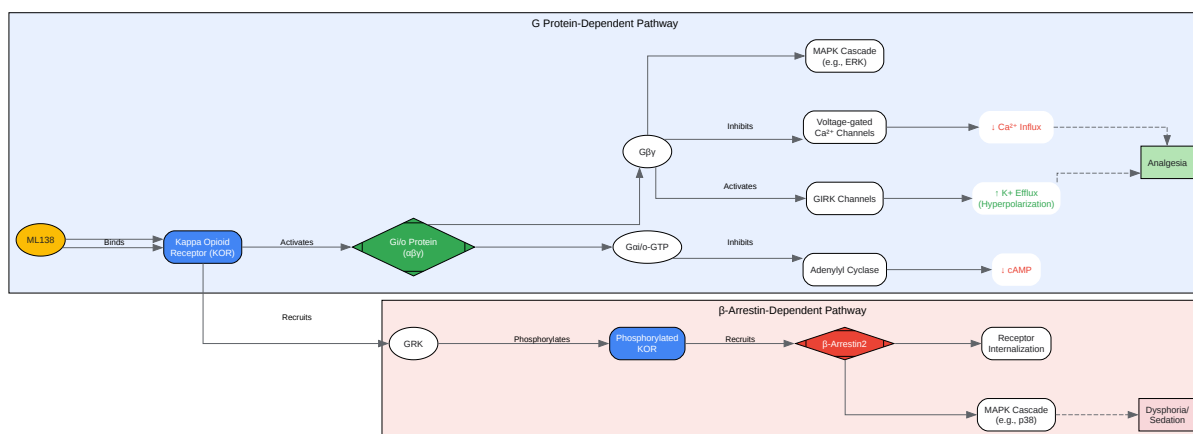 G Protein-Dependent Pathway
MAPK Cascade
(e.g., ERK)
Inhibits
Voltage-gated
Ca²⁺ Channels
↓ Ca²⁺ Influx
Gβγ
Analgesia
Activates
GIRK Channels
↑ K+ Efflux
(Hyperpolarization)
ML138
Binds
Kappa Opioid
Receptor (KOR)
Activates
Gi/o Protein
(αβγ)
Gαi/o-GTP
Inhibits
Adenylyl Cyclase
↓ cAMP
Recruits
β-Arrestin-Dependent Pathway
GRK
Phosphorylates
Phosphorylated
KOR
Recruits
β-Arrestin2
Receptor
Internalization
MAPK Cascade
(e.g., p38)
Dysphoria/
Sedation